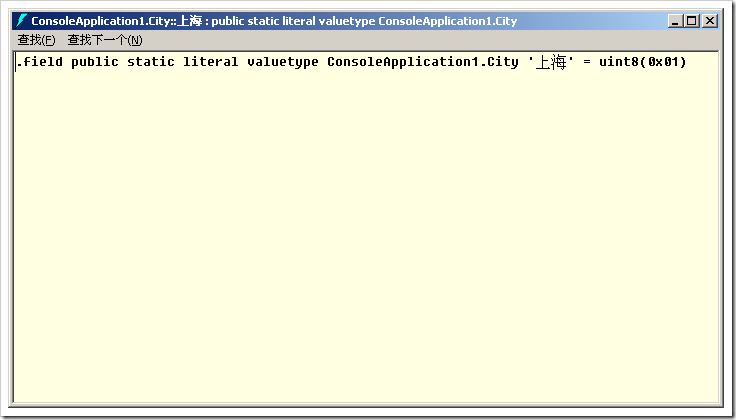 ConsoleApplication1.City::上海 : public static literal valuetype ConsoleApplication1.City
查找(F) 查找下一个(N)
.field public static literal valuetype ConsoleApplication1.City '上海' = uint8(0x01)